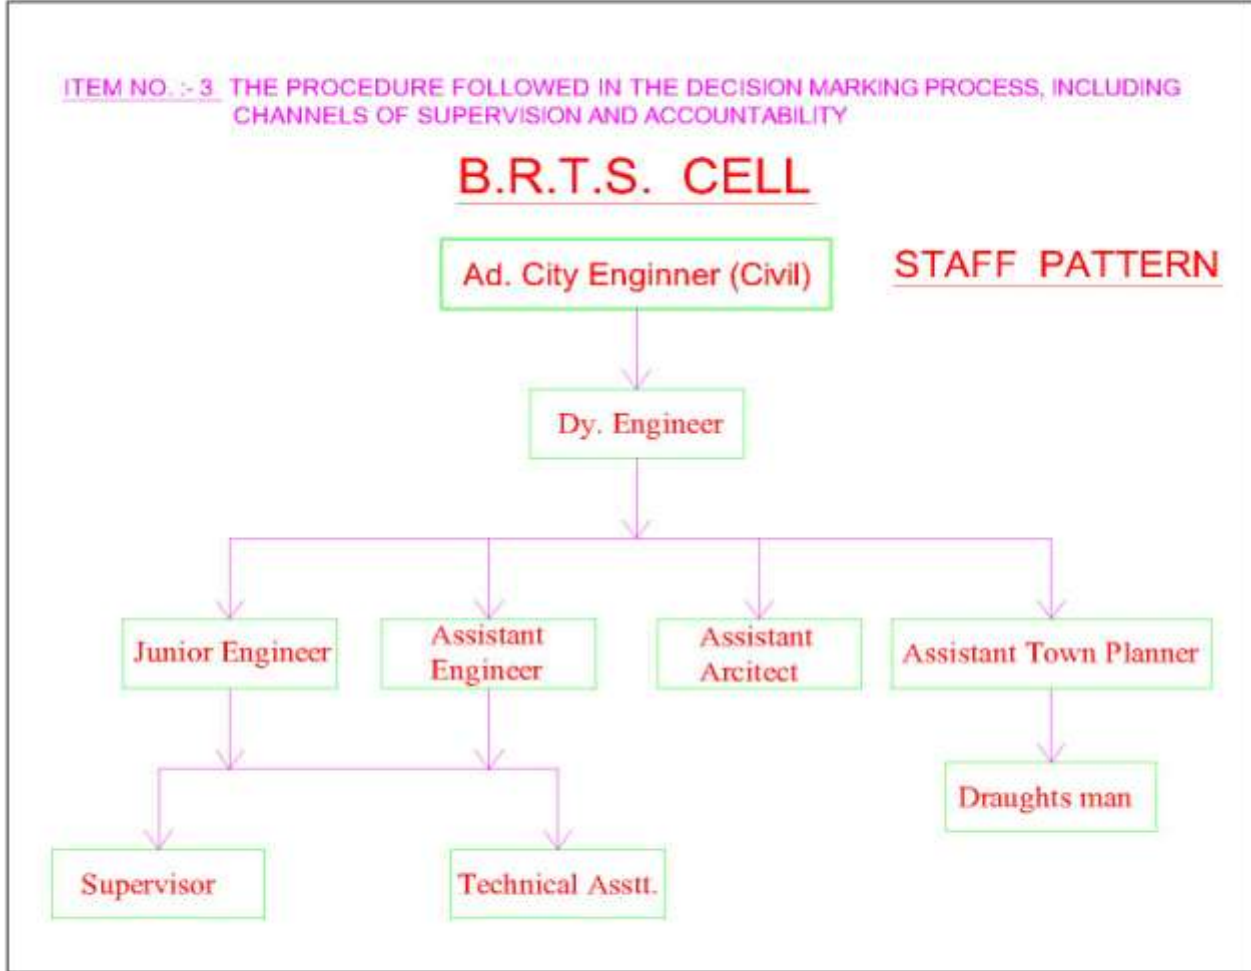 ITEM NO. :- 3 THE PROCEDURE FOLLOWED IN THE DECISION MARKING PROCESS, INCLUDING
CHANNELS OF SUPERVISION AND ACCOUNTABILITY
B.R.T.S. CELL
Ad. City Enginner (Civil)
STAFF PATTERN
Dy. Engineer
Junior Engineer
Assistant
Engineer
Assistant
Arcitect
Assistant Town Planner
Draughts man
Supervisor
Technical Asstt.